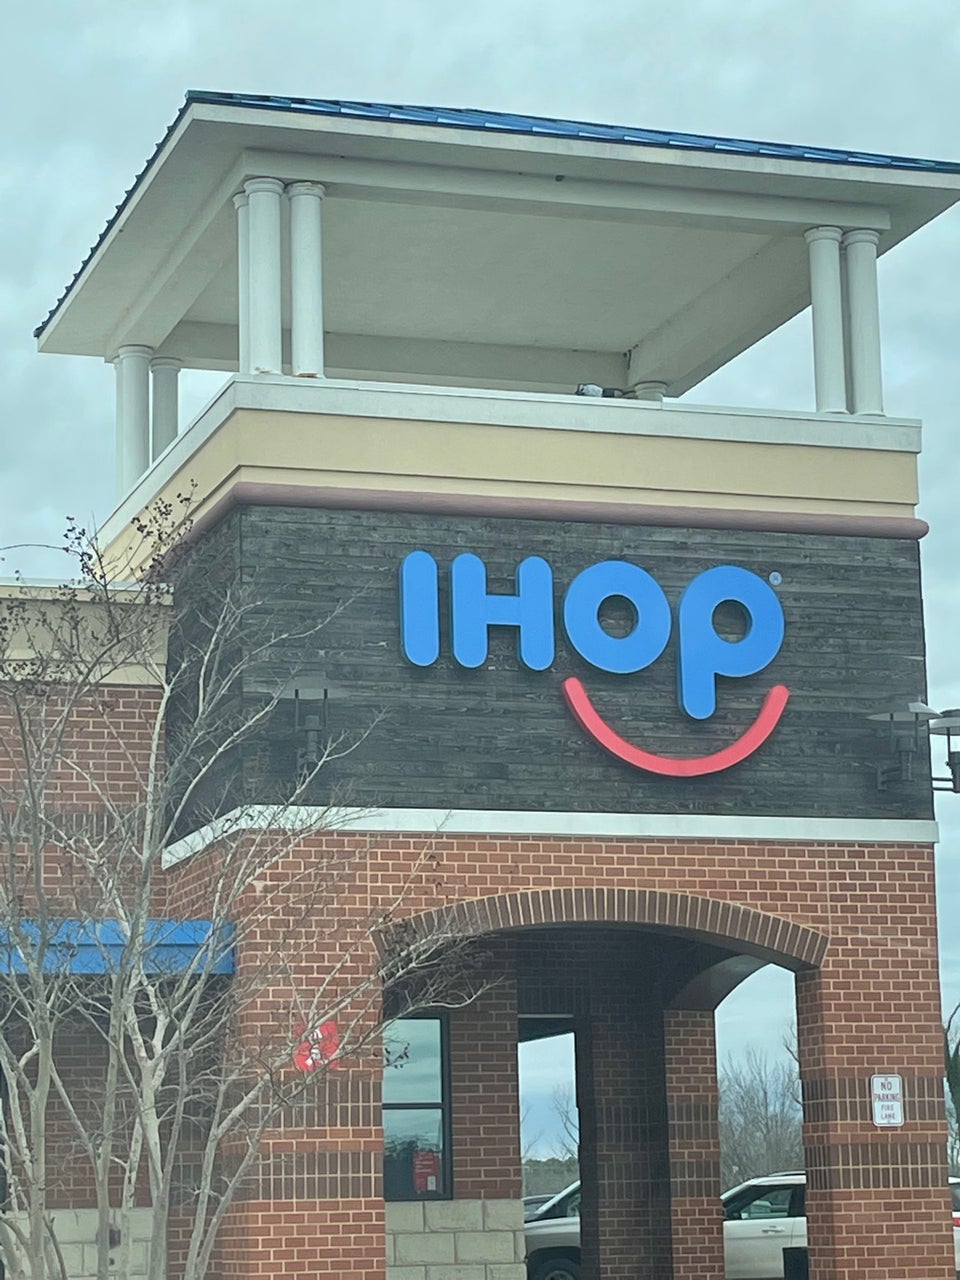 IHOP
NO
PARKING
FIRE
LANE